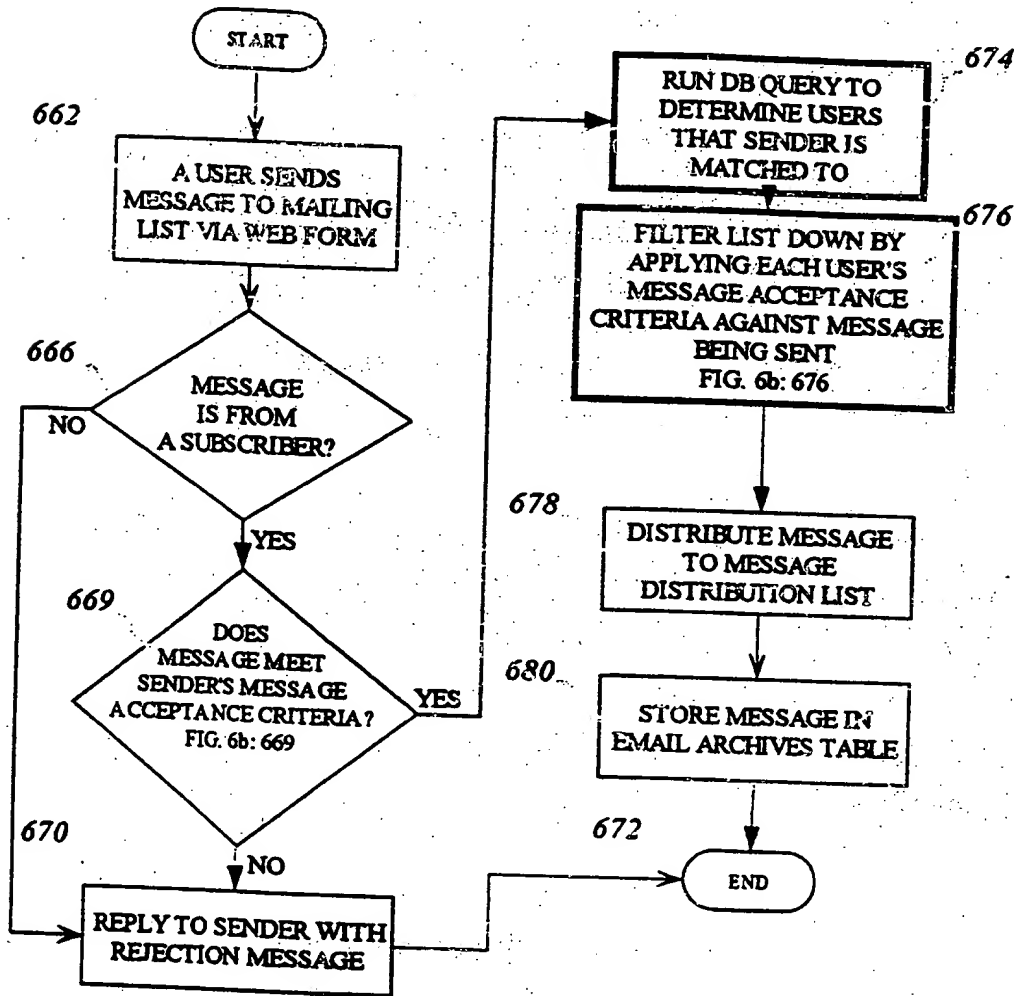 START
662
A USER SENDS
MESSAGE TO MAILING
LIST VIA WEB FORM
666
MESSAGE
IS FROM
A SUBSCRIBER?
NO
YES
669
DOES
MESSAGE MEET
SENDER'S MESSAGE
ACCEPTANCE CRITERIA?
FIG. 6b: 669
YES
NO
670
REPLY TO SENDER WITH
REJECTION MESSAGE
674
RUN DB QUERY TO
DETERMINE USERS
THAT SENDER IS
MATCHED TO
676
FILTER LIST DOWN BY
APPLYING EACH USER'S
MESSAGE ACCEPTANCE
CRITERIA AGAINST MESSAGE
BEING SENT
FIG. 6b: 676
678
DISTRIBUTE MESSAGE
TO MESSAGE
DISTRIBUTION LIST
680
STORE MESSAGE IN
EMAIL ARCHIVES TABLE
672
END